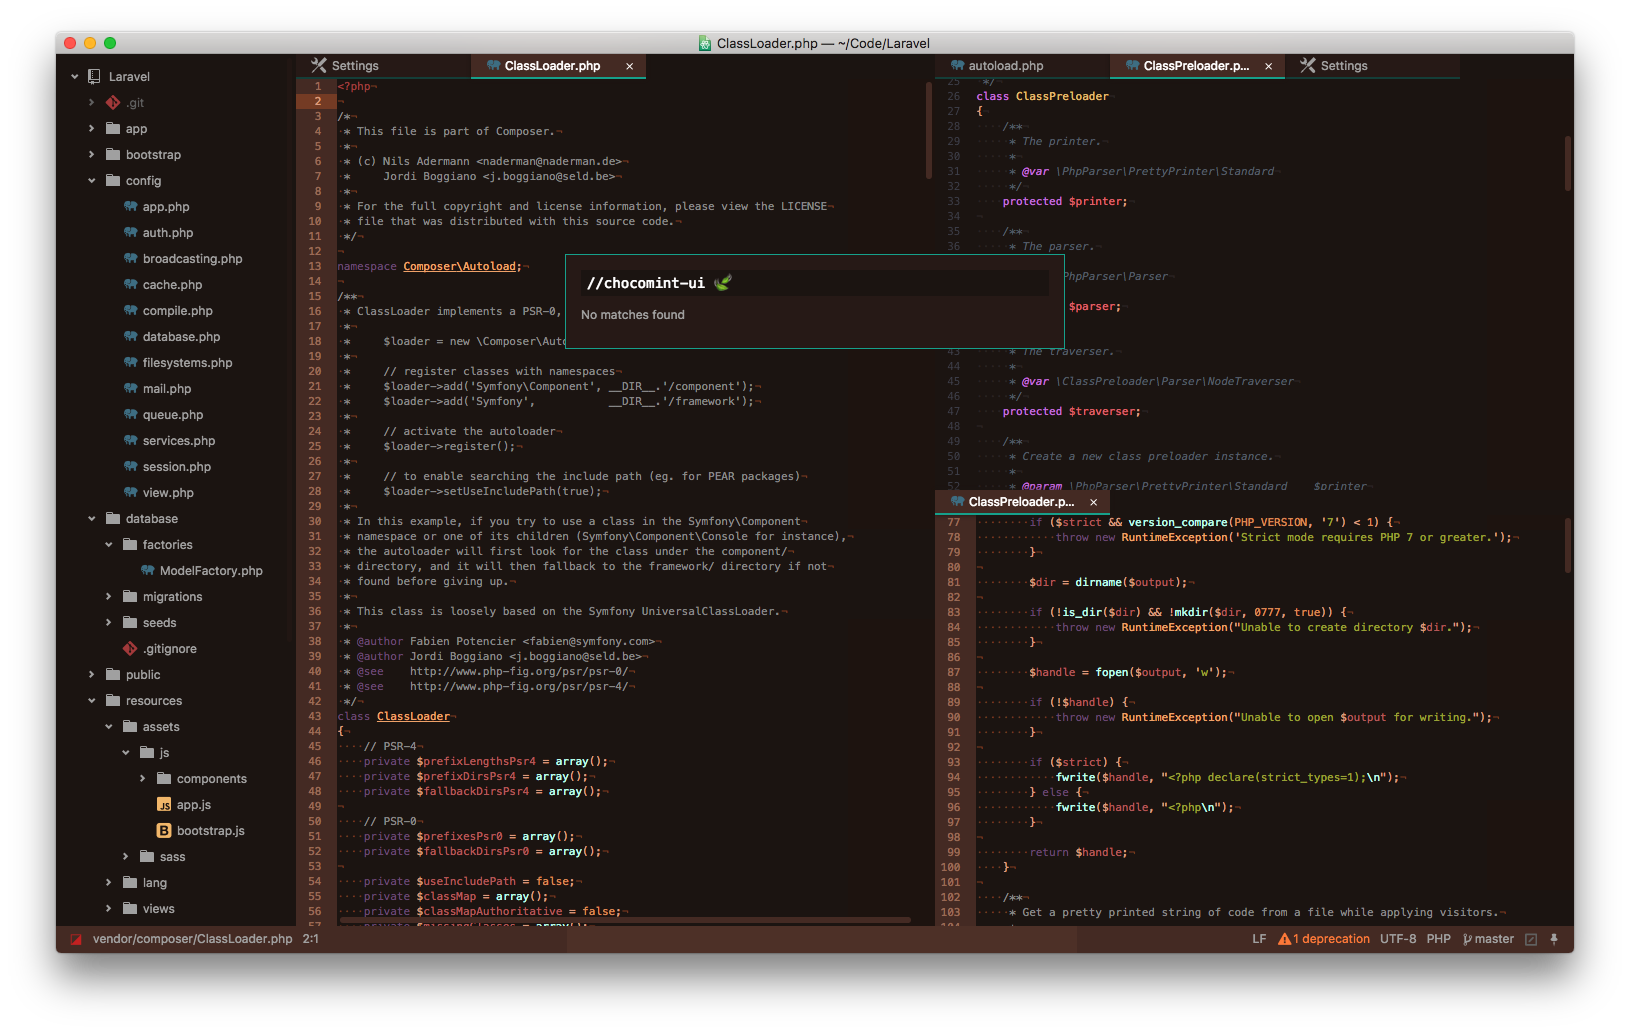 ClassLoader.php — ~/Code/Laravel
Laravel
.git
app
bootstrap
config
app.php
auth.php
broadcasting.php
cache.php
compile.php
database.php
filesystems.php
mail.php
queue.php
services.php
session.php
view.php
database
factories
ModelFactory.php
migrations
seeds
.gitignore
public
resources
assets
js
components
app.js
bootstrap.js
sass
lang
views
Settings
ClassLoader.php ×
1 <?php¬
2 ¬
3 /*¬
4 * This file is part of Composer.¬
5 *¬
6 * (c) Nils Adermann <naderman@naderman.de>¬
7 *     Jordi Boggiano <j.boggiano@seld.be>¬
8 *¬
9 * For the full copyright and license information, please view the LICENSE¬
10 * file that was distributed with this source code.¬
11 */¬
12 ¬
13 namespace Composer\Autoload;¬
14 ¬
15 /**¬
16 * ClassLoader implements a PSR-0,
17 *¬
18 *     $loader = new \Composer\Auto
19 *¬
20 *     // register classes with namespaces¬
21 *     $loader->add('Symfony\Component', __DIR__.'/component');¬
22 *     $loader->add('Symfony',           __DIR__.'/framework');¬
23 *¬
24 *     // activate the autoloader¬
25 *     $loader->register();¬
26 *¬
27 *     // to enable searching the include path (eg. for PEAR packages)¬
28 *     $loader->setUseIncludePath(true);¬
29 *¬
30 * In this example, if you try to use a class in the Symfony\Component¬
31 * namespace or one of its children (Symfony\Component\Console for instance),¬
32 * the autoloader will first look for the class under the component/¬
33 * directory, and it will then fallback to the framework/ directory if not¬
34 * found before giving up.¬
35 *¬
36 * This class is loosely based on the Symfony UniversalClassLoader.¬
37 *¬
38 * @author Fabien Potencier <fabien@symfony.com>¬
39 * @author Jordi Boggiano <j.boggiano@seld.be>¬
40 * @see    http://www.php-fig.org/psr/psr-0/¬
41 * @see    http://www.php-fig.org/psr/psr-4/¬
42 */¬
43 class ClassLoader¬
44 {¬
45 ····// PSR-4¬
46 ····private $prefixLengthsPsr4 = array();¬
47 ····private $prefixDirsPsr4 = array();¬
48 ····private $fallbackDirsPsr4 = array();¬
49 ¬
50 ····// PSR-0¬
51 ····private $prefixesPsr0 = array();¬
52 ····private $fallbackDirsPsr0 = array();¬
53 ¬
54 ····private $useIncludePath = false;¬
55 ····private $classMap = array();¬
56 ····private $classMapAuthoritative = false;¬
57 ····private $missingClasses = array();¬
//chocomint-ui 🌿
No matches found
autoload.php
ClassPreloader.p... ×
Settings
25 */¬
26 class ClassPreloader¬
27 {¬
28 ····/**¬
29 ·····* The printer.¬
30 ·····*¬
31 ·····* @var \PhpParser\PrettyPrinter\Standard¬
32 ·····*/¬
33 ····protected $printer;¬
34 ¬
35 ····/**¬
36 ·····* The parser.¬
PhpParser\Parser¬
$parser;¬
43 ·····* The traverser.¬
44 ·····*¬
45 ·····* @var \ClassPreloader\Parser\NodeTraverser¬
46 ·····*/¬
47 ····protected $traverser;¬
48 ¬
49 ····/**¬
50 ·····* Create a new class preloader instance.¬
51 ·····*¬
52 ·····* @param \PhpParser\PrettyPrinter\Standard    $printer¬
ClassPreloader.p... ×
77 ········if ($strict && version_compare(PHP_VERSION, '7') < 1) {¬
78 ············throw new RuntimeException('Strict mode requires PHP 7 or greater.');¬
79 ········}¬
80 ¬
81 ········$dir = dirname($output);¬
82 ¬
83 ········if (!is_dir($dir) && !mkdir($dir, 0777, true)) {¬
84 ············throw new RuntimeException("Unable to create directory $dir.");¬
85 ········}¬
86 ¬
87 ········$handle = fopen($output, 'w');¬
88 ¬
89 ········if (!$handle) {¬
90 ············throw new RuntimeException("Unable to open $output for writing.");¬
91 ········}¬
92 ¬
93 ········if ($strict) {¬
94 ············fwrite($handle, "<?php declare(strict_types=1);\n");¬
95 ········} else {¬
96 ············fwrite($handle, "<?php\n");¬
97 ········}¬
98 ¬
99 ········return $handle;¬
100 ····}¬
101 ¬
102 ····/**¬
103 ·····* Get a pretty printed string of code from a file while applying visitors.¬
vendor/composer/ClassLoader.php 2:1
LF 1 deprecation UTF-8 PHP master